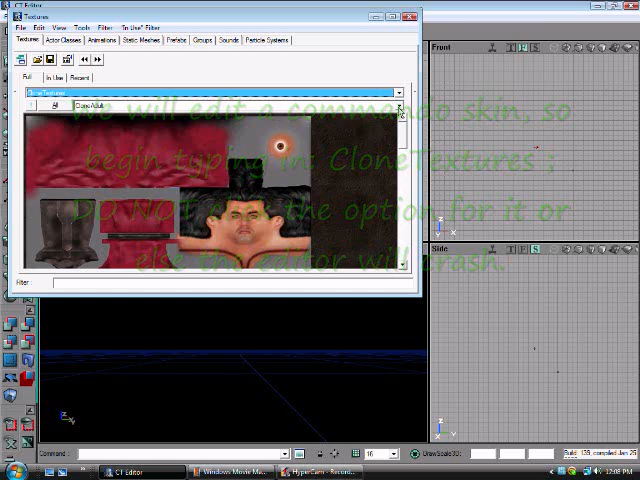 CT Editor
Textures
File Edit View Tools Filter "In Use" Filter
Textures Actor Classes Animations Static Meshes Prefabs Groups Sounds Particle Systems
Full In Use Recent
CloneTextures
All CloneAdult
We will edit a commando skin, so
begin typing in: CloneTextures ;
DO NOT click the option for it or
else the editor will crash.
Filter :
Front
Side
Command :
16
DrawScale3D:
Build: 135, compiled Jan 25
CT Editor
Windows Movie Ma...
HyperCam - Record...
12:08 PM